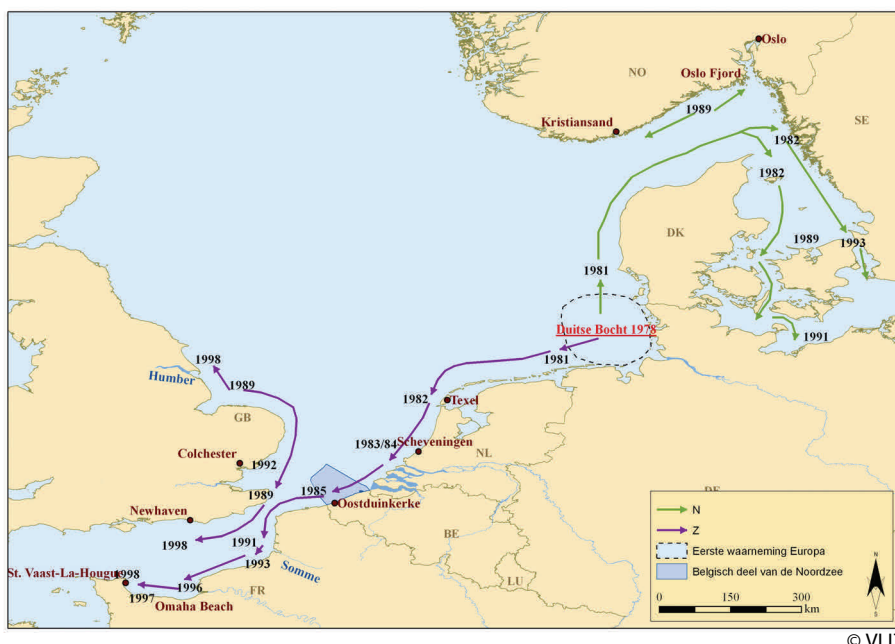 Oslo
NO
Oslo Fjord
1989
SE
Kristiansand
1982
1982
DK
1989
1993
1981
Duitse Bocht 1978
1991
1981
1998
Humber
1989
1982
Texel
GB
1983/84
Scheveningen
Colchester
1992
NL
1989
1985
DE
Newhaven
Oostduinkerke
1998
1991
BE
1993
Somme
St. Vaast-La-Hougue
1998
1996
FR
LU
1997
Omaha Beach
N
Z
Eerste waarneming Europa
Belgisch deel van de Noordzee
N
S
0 150 300
km